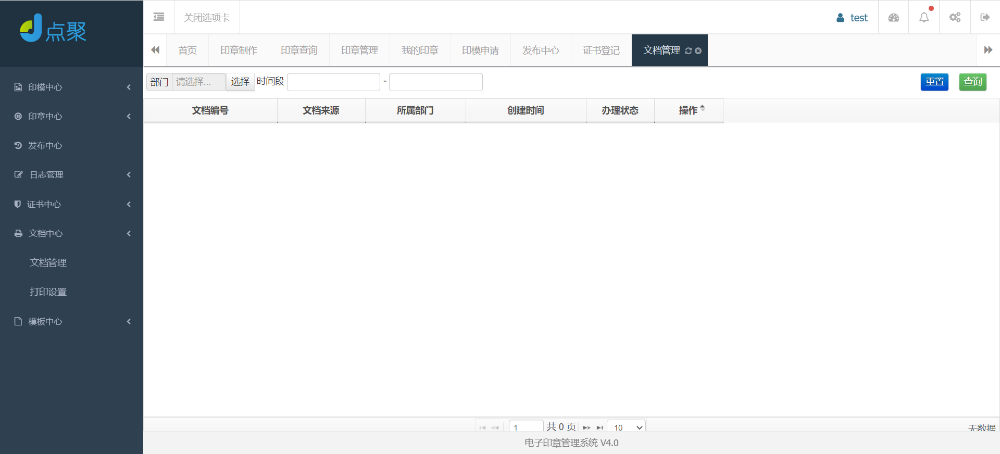 点聚
关闭选项卡
test
首页 印章制作 印章查询 印章管理 我的印章 印模申请 发布中心 证书登记 文档管理
印模中心
印章中心
发布中心
日志管理
证书中心
文档中心
文档管理
打印设置
模板中心
部门 请选择... 选择 时间段 - 重置 查询
文档编号 文档来源 所属部门 创建时间 办理状态 操作
1 共 0 页 10 无数据
电子印章管理系统 V4.0